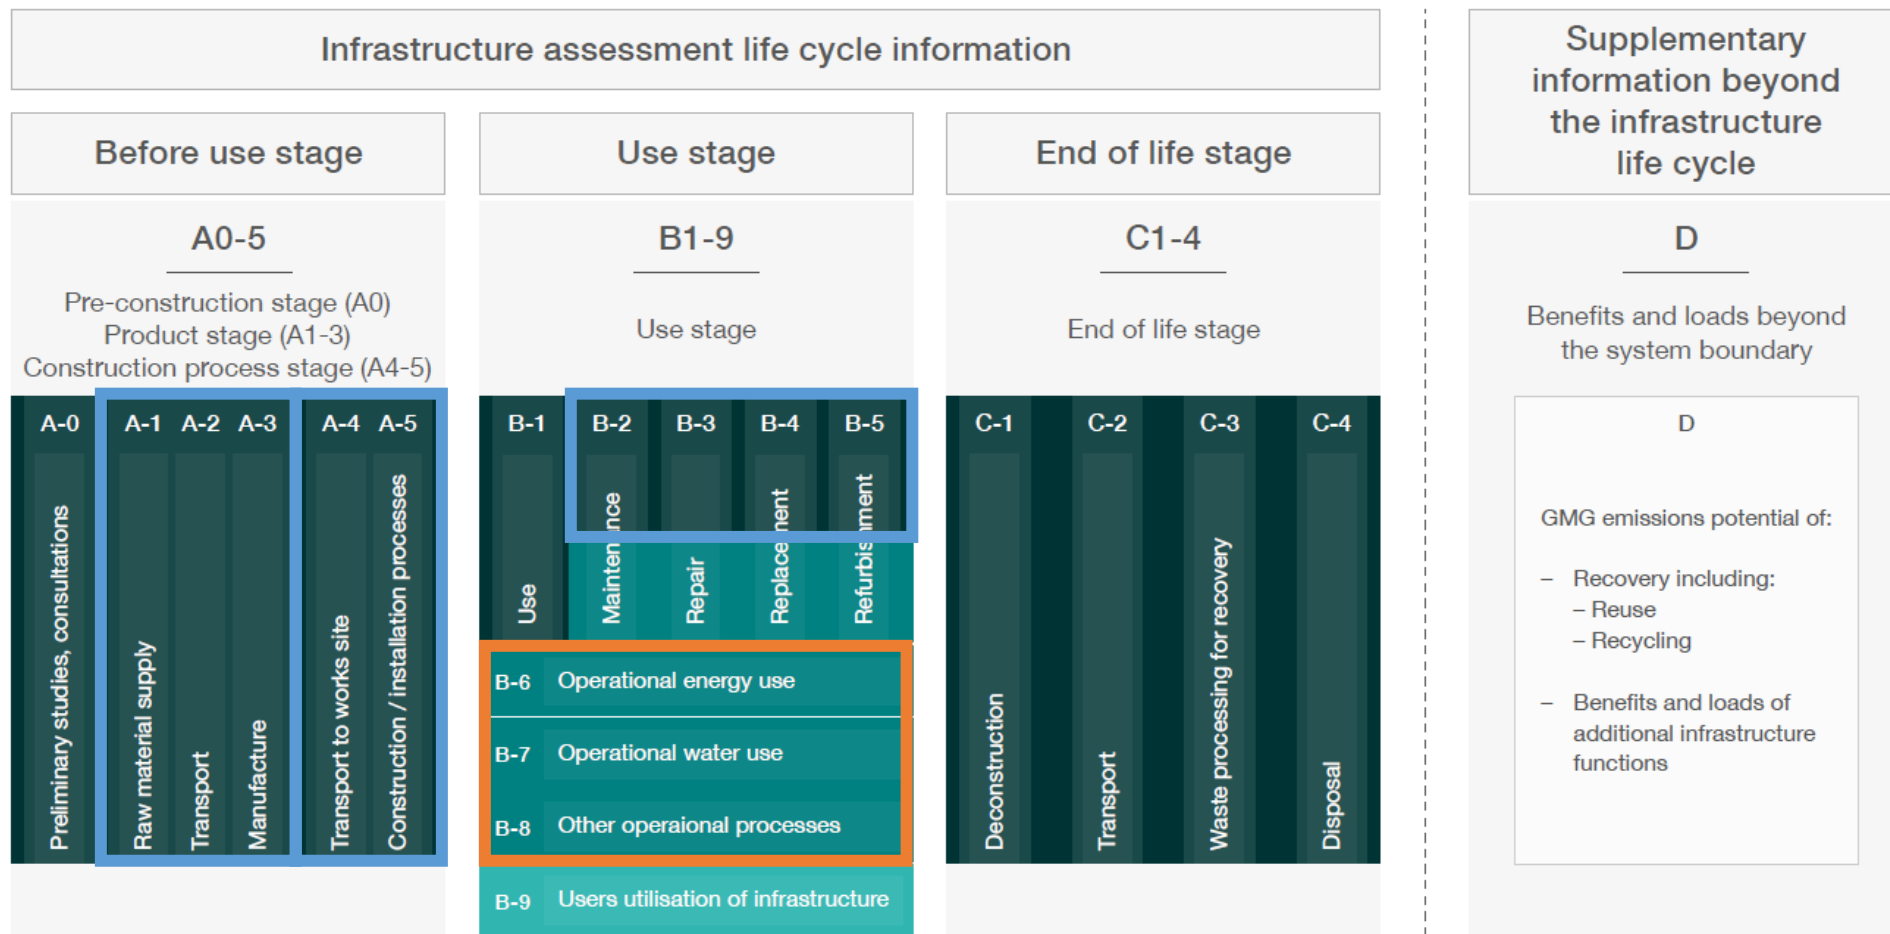 Infrastructure assessment life cycle information
Supplementary
information beyond
the infrastructure
life cycle
Before use stage
Use stage
End of life stage
A0-5
Pre-construction stage (A0)
Product stage (A1-3)
Construction process stage (A4-5)
B1-9
Use stage
C1-4
End of life stage
D
Benefits and loads beyond
the system boundary
A-0
Preliminary studies, consultations
A-1
Raw material supply
A-2
Transport
A-3
Manufacture
A-4
Transport to works site
A-5
Construction / installation processes
B-1
Use
B-2
Maintenance
B-3
Repair
B-4
Replacement
B-5
Refurbishment
B-6 Operational energy use
B-7 Operational water use
B-8 Other operaional processes
B-9 Users utilisation of infrastructure
C-1
Deconstruction
C-2
Transport
C-3
Waste processing for recovery
C-4
Disposal
D
GMG emissions potential of:
– Recovery including:
– Reuse
– Recycling
– Benefits and loads of
additional infrastructure
functions